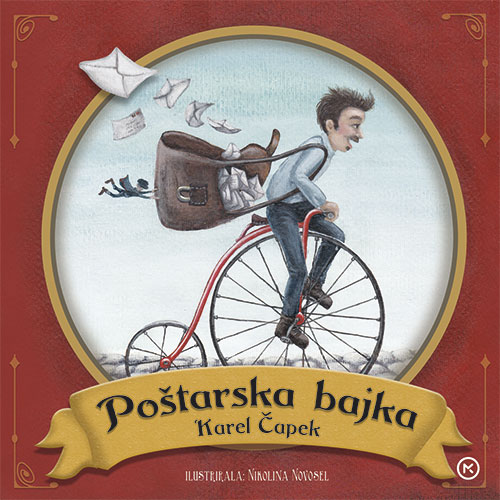 Poštarska bajka
Karel Čapek
ILUSTRIRALA: NIKOLINA NOVOSEL